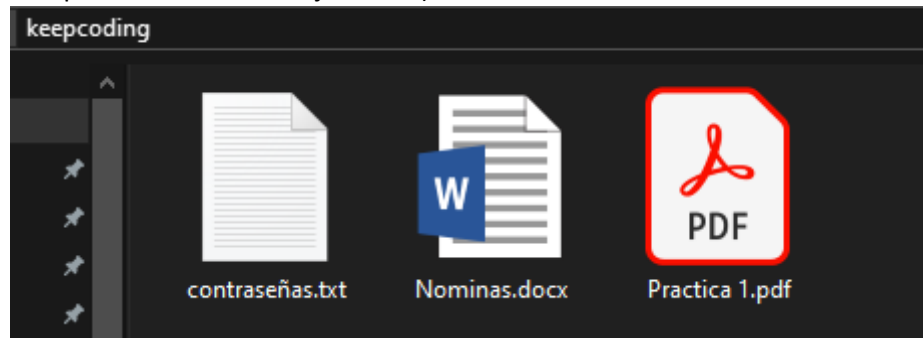 keepcoding
W
PDF
contraseñas.txt
Nominas.docx
Practica 1.pdf